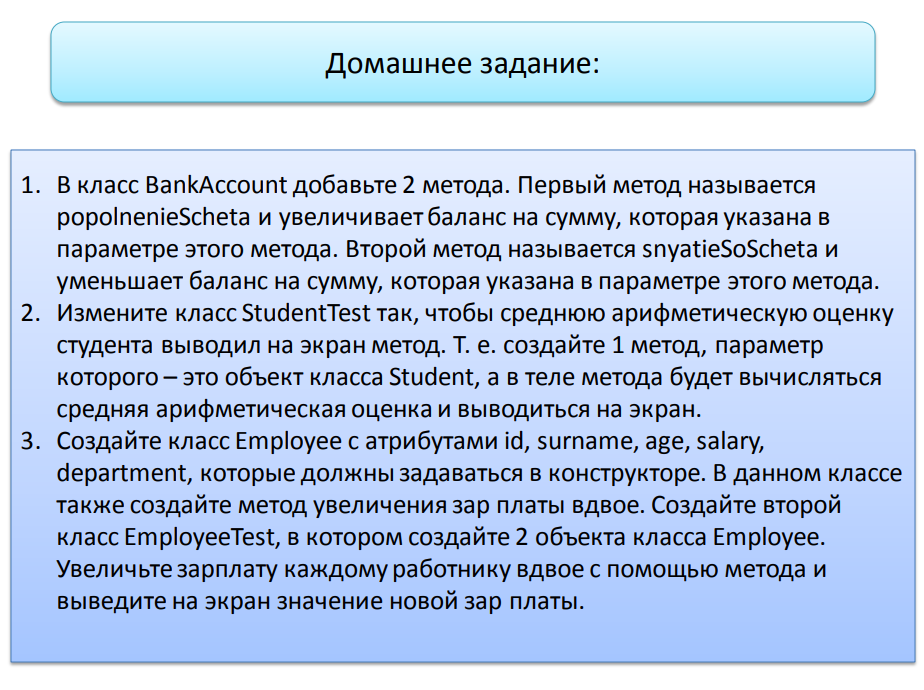 Домашнее задание:
1. В класс BankAccount добавьте 2 метода. Первый метод называется
popolnenieScheta и увеличивает баланс на сумму, которая указана в
параметре этого метода. Второй метод называется snyatieSoScheta и
уменьшает баланс на сумму, которая указана в параметре этого метода.
2. Измените класс StudentTest так, чтобы среднюю арифметическую оценку
студента выводил на экран метод. Т. е. создайте 1 метод, параметр
которого – это объект класса Student, а в теле метода будет вычисляться
средняя арифметическая оценка и выводиться на экран.
3. Создайте класс Employee с атрибутами id, surname, age, salary,
department, которые должны задаваться в конструкторе. В данном классе
также создайте метод увеличения зар платы вдвое. Создайте второй
класс EmployeeTest, в котором создайте 2 объекта класса Employee.
Увеличьте зарплату каждому работнику вдвое с помощью метода и
выведите на экран значение новой зар платы.